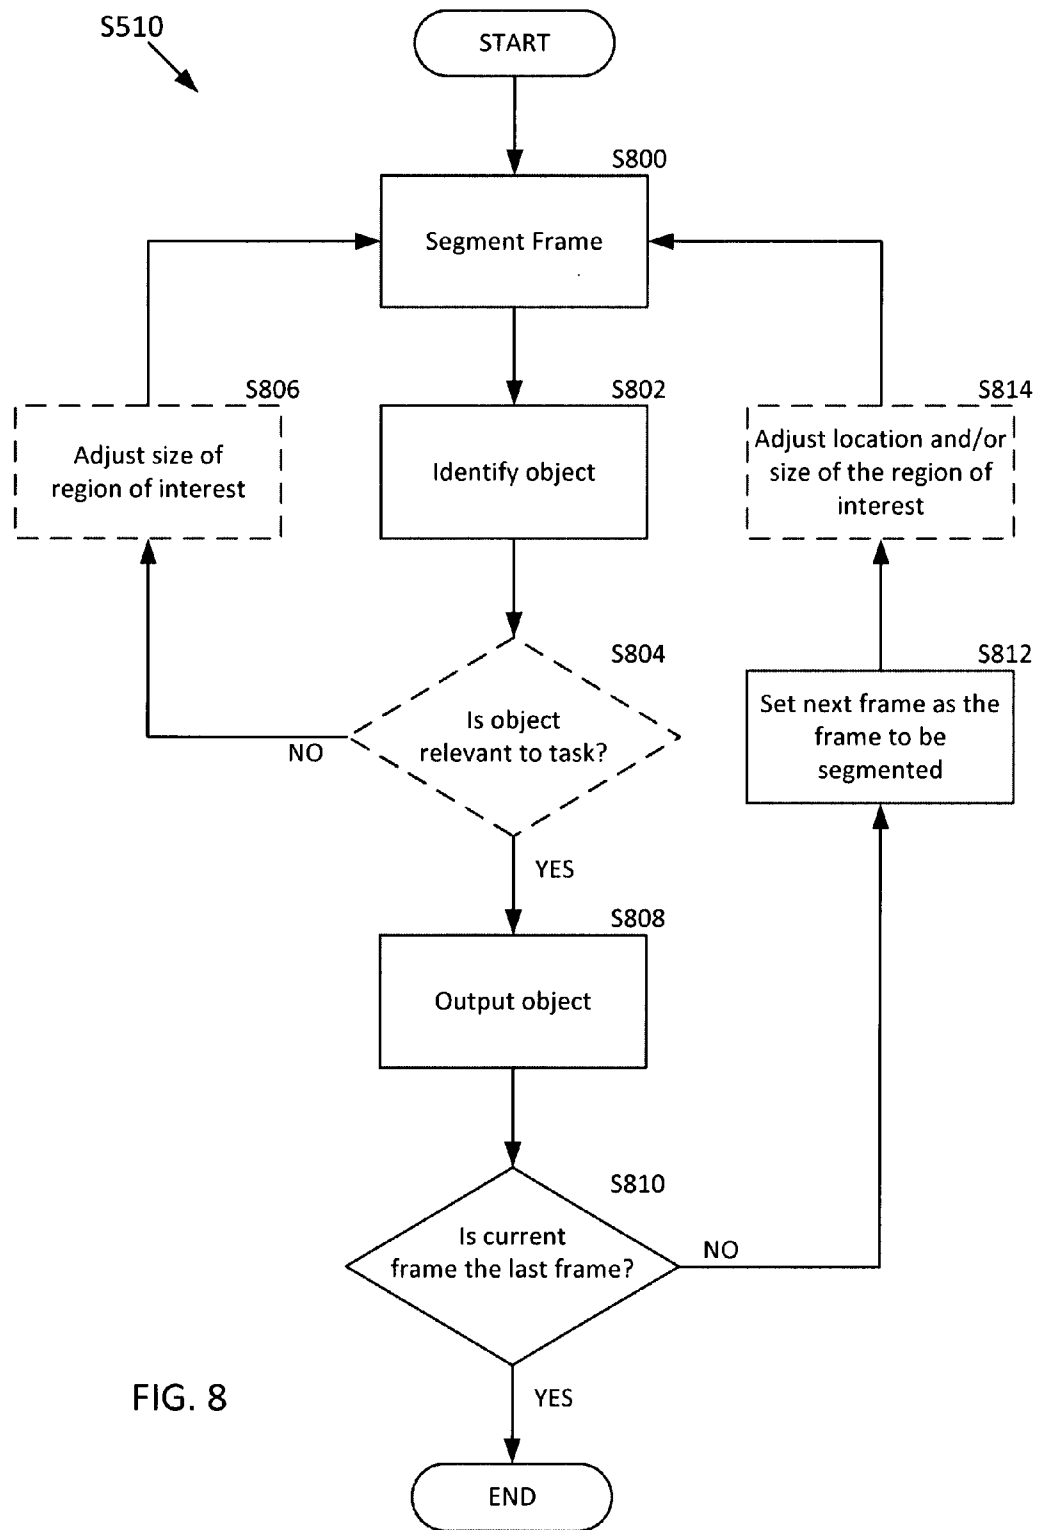 S510
START
S800
Segment Frame
S806
Adjust size of
region of interest
S802
Identify object
S814
Adjust location and/or
size of the region of
interest
S804
Is object
relevant to task?
NO
YES
S812
Set next frame as the
frame to be
segmented
S808
Output object
S810
Is current
frame the last frame?
NO
YES
FIG. 8
END